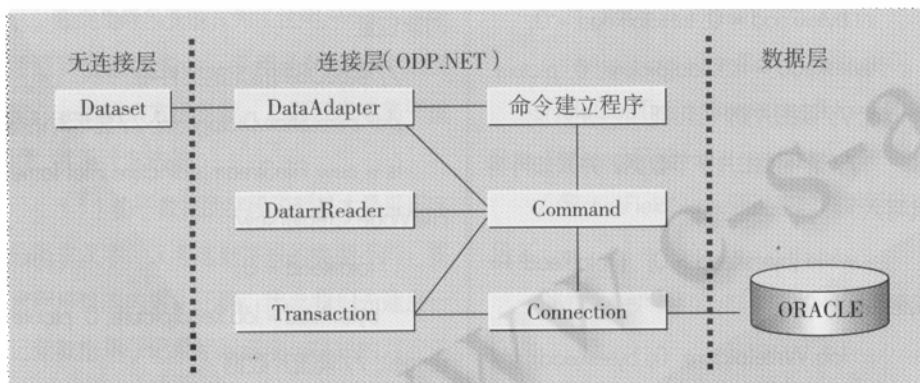 无连接层
连接层(ODP.NET)
数据层
Dataset
DataAdapter
命令建立程序
DatarrReader
Command
Transaction
Connection
ORACLE
www.c-s-a